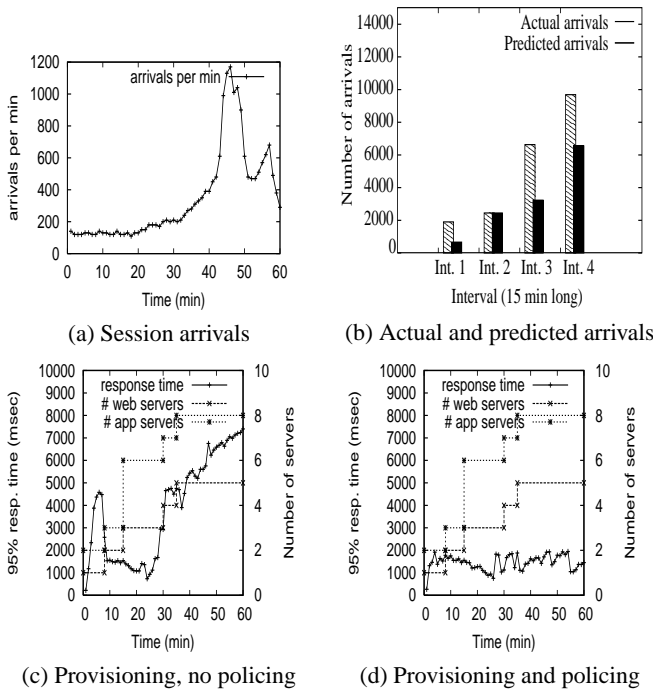 1200
1000
800
600
400
200
0
0 10 20 30 40 50 60
arrivals per min
Time (min)
arrivals per min
(a) Session arrivals
14000
12000
10000
8000
6000
4000
2000
0
Int. 1 Int. 2 Int. 3 Int. 4
Number of arrivals
Interval (15 min long)
Actual arrivals
Predicted arrivals
(b) Actual and predicted arrivals
10000
9000
8000
7000
6000
5000
4000
3000
2000
1000
0
0 10 20 30 40 50 60
10
8
6
4
2
0
95% resp. time (msec)
Number of servers
Time (min)
response time
# web servers
# app servers
(c) Provisioning, no policing
10000
9000
8000
7000
6000
5000
4000
3000
2000
1000
0
0 10 20 30 40 50 60
10
8
6
4
2
0
95% resp. time (msec)
Number of servers
Time (min)
response time
# web servers
# app servers
(d) Provisioning and policing